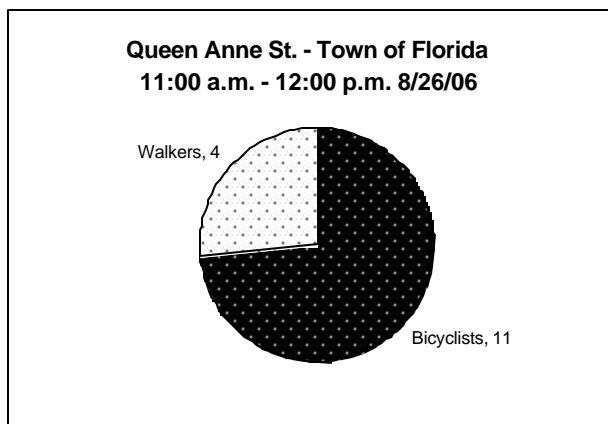 Queen Anne St. - Town of Florida
11:00 a.m. - 12:00 p.m. 8/26/06
Walkers, 4
Bicyclists, 11